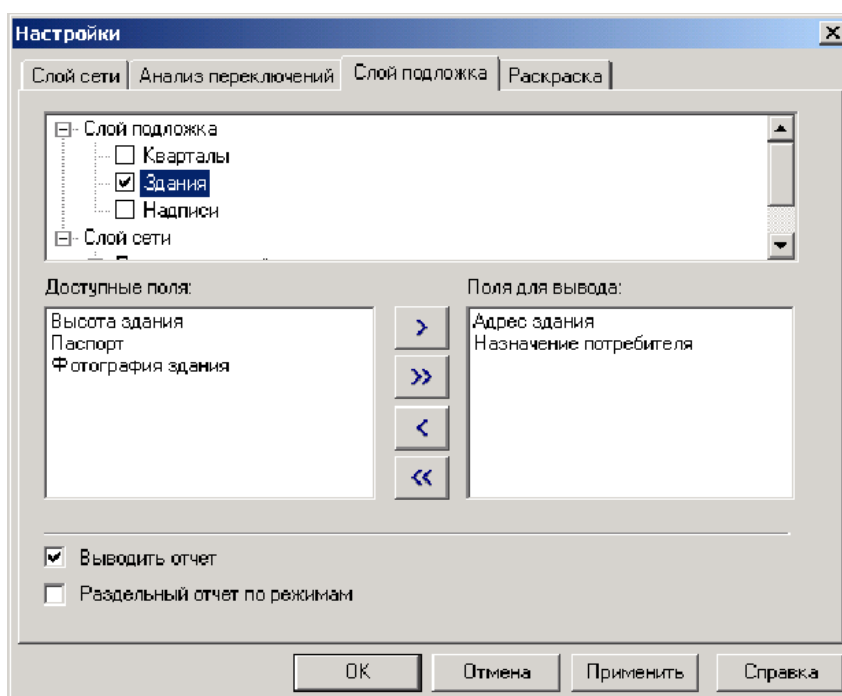 Настройки
Слой сети Анализ переключений Слой подложка Раскраска
Слой подложка
Кварталы
Здания
Надписи
Слой сети
Доступные поля: Поля для вывода:
Высота здания Адрес здания
Паспорт Назначение потребителя
Фотография здания
> 
>>
<
<<
Выводить отчет
Раздельный отчет по режимам
OK Отмена Применить Справка